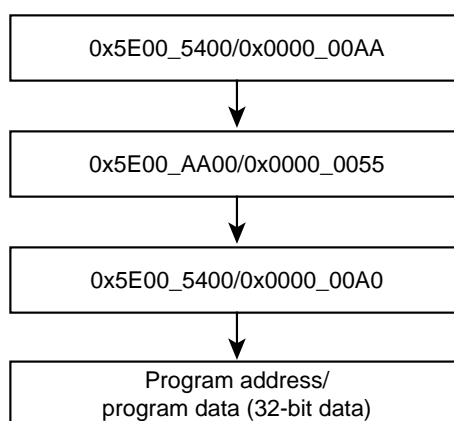 0x5E00_5400/0x0000_00AA
0x5E00_AA00/0x0000_0055
0x5E00_5400/0x0000_00A0
Program address/
program data (32-bit data)